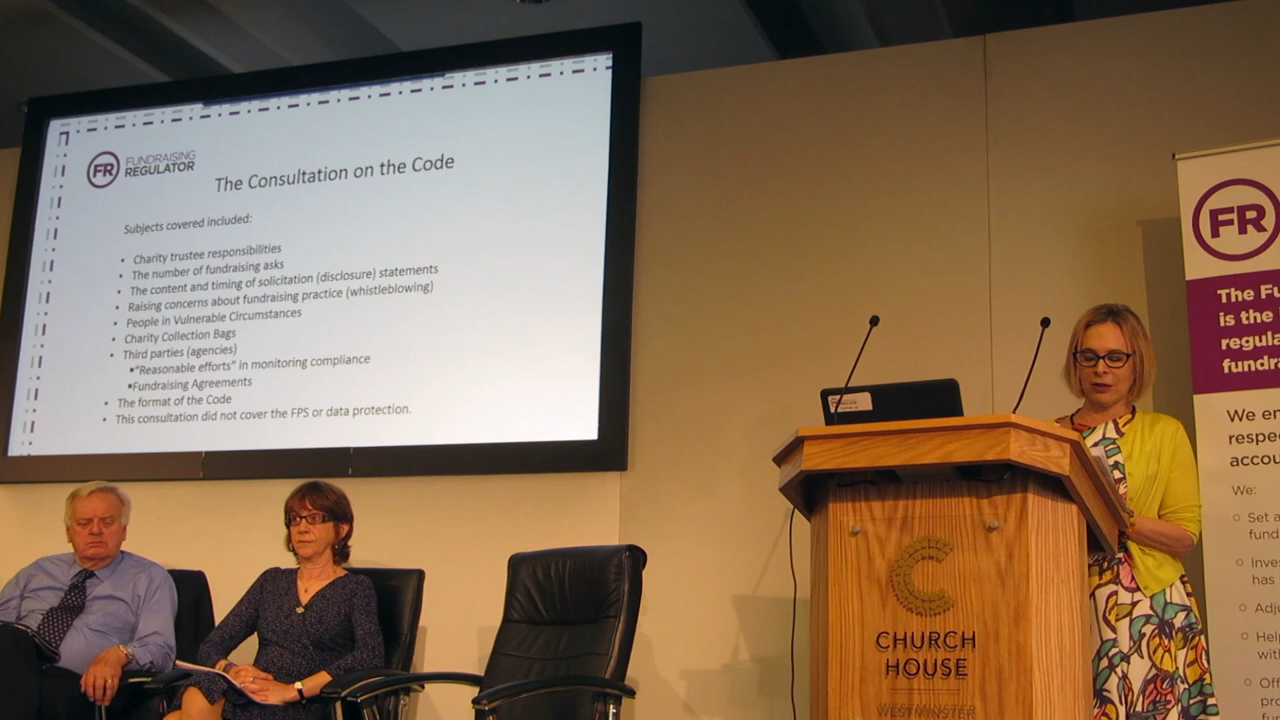 FR FUNDRAISING
REGULATOR
The Consultation on the Code
Subjects covered included:
• Charity trustee responsibilities
• The number of fundraising asks
• The content and timing of solicitation (disclosure) statements
• Raising concerns about fundraising practice (whistleblowing)
• People in Vulnerable Circumstances
• Charity Collection Bags
• Third parties (agencies)
▪"Reasonable efforts" in monitoring compliance
▪Fundraising Agreements
• The format of the Code
• This consultation did not cover the FPS or data protection.
C
CHURCH
HOUSE
WESTMINSTER
FR
The Fu
is the
regula
fundra
We en
respe
accou
We:
Set a
fund
Inve
has
Adju
Hel
wit
Off
pro